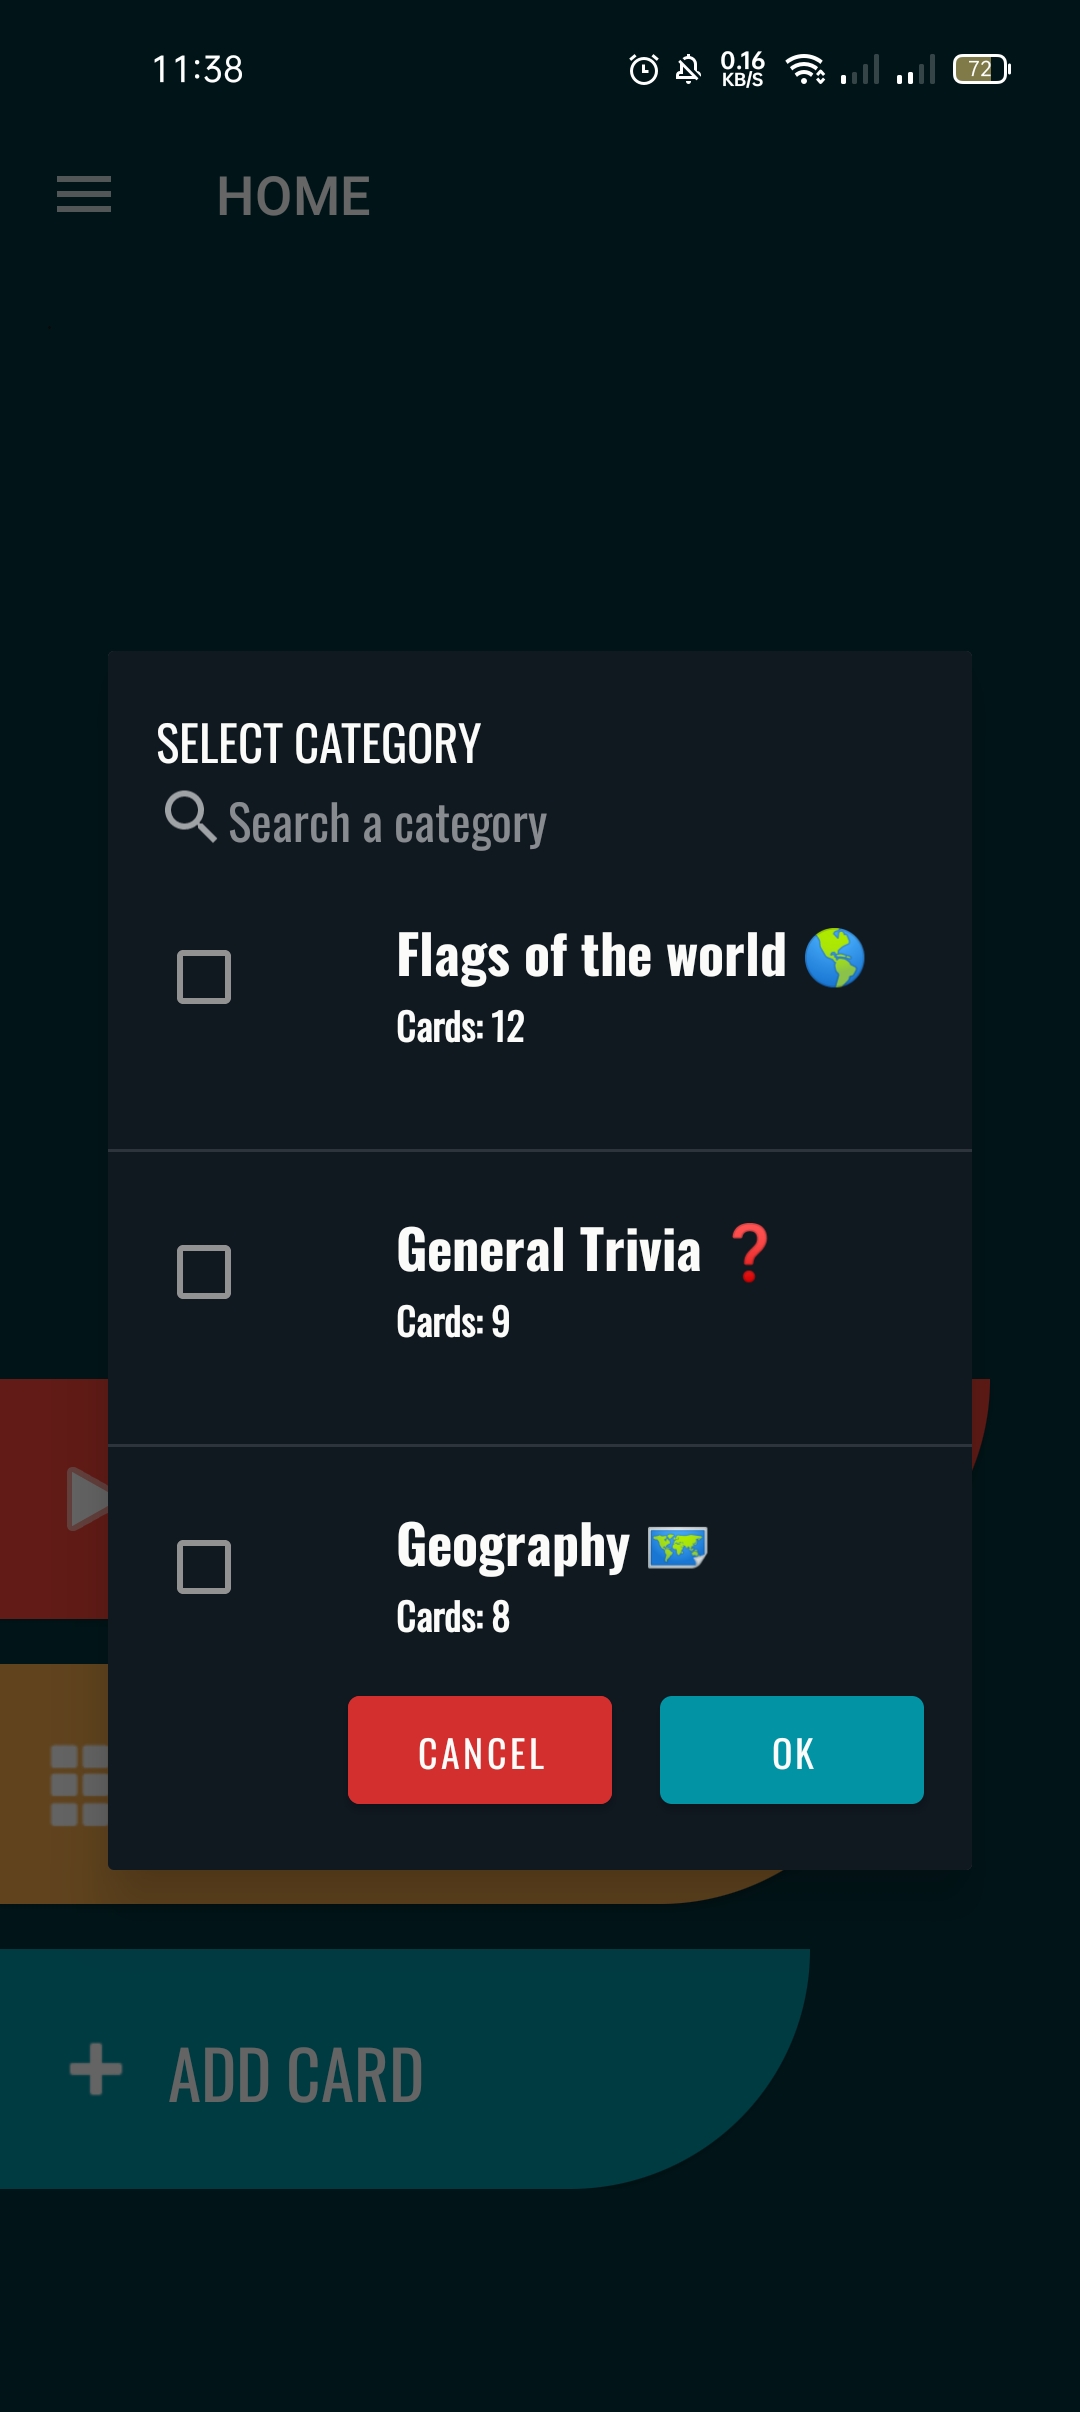 11:38
0.16
KB/S
72
HOME
SELECT CATEGORY
Search a category
Flags of the world 🌎
Cards: 12
General Trivia ❓
Cards: 9
Geography 🗺️
Cards: 8
CANCEL
OK
ADD CARD